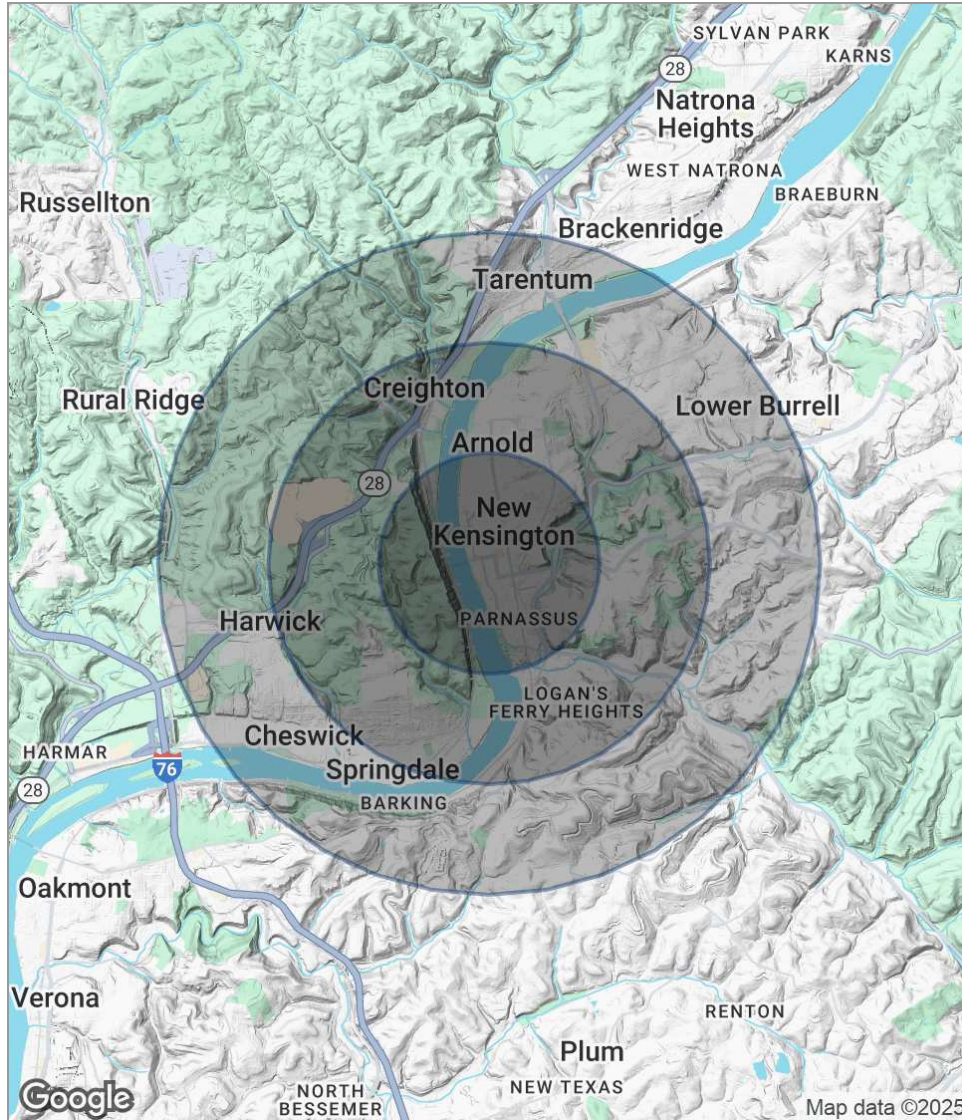 SYLVAN PARK
KARNS
28
Natrona
Heights
WEST NATRONA
BRAEBURN
Russellton
Brackenridge
Tarentum
Creighton
Rural Ridge
Lower Burrell
Arnold
28
New
Kensington
PARNASSUS
Harwick
LOGAN'S
FERRY HEIGHTS
Cheswick
HARMAR
76
Springdale
28
BARKING
Oakmont
Verona
RENTON
Plum
NEW TEXAS
NORTH
BESSEMER
Google
Map data ©2025